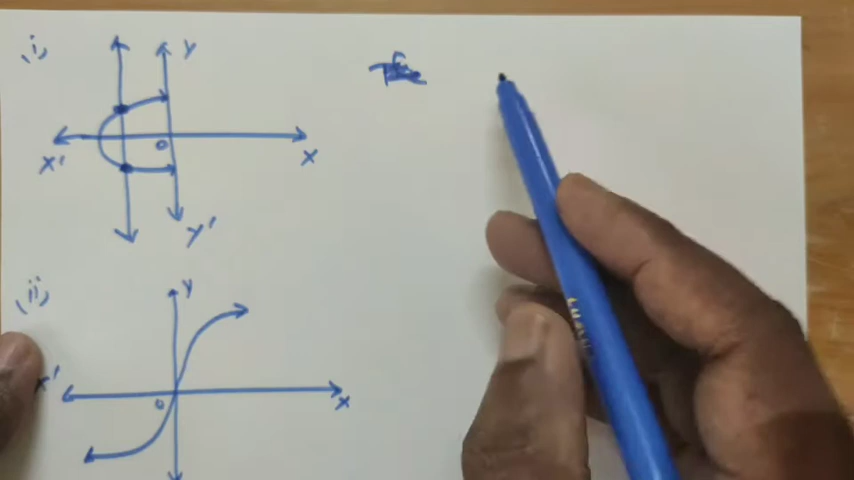 (i)
Y
O
X'
X
Y'
(ii)
Y
X'
O
X